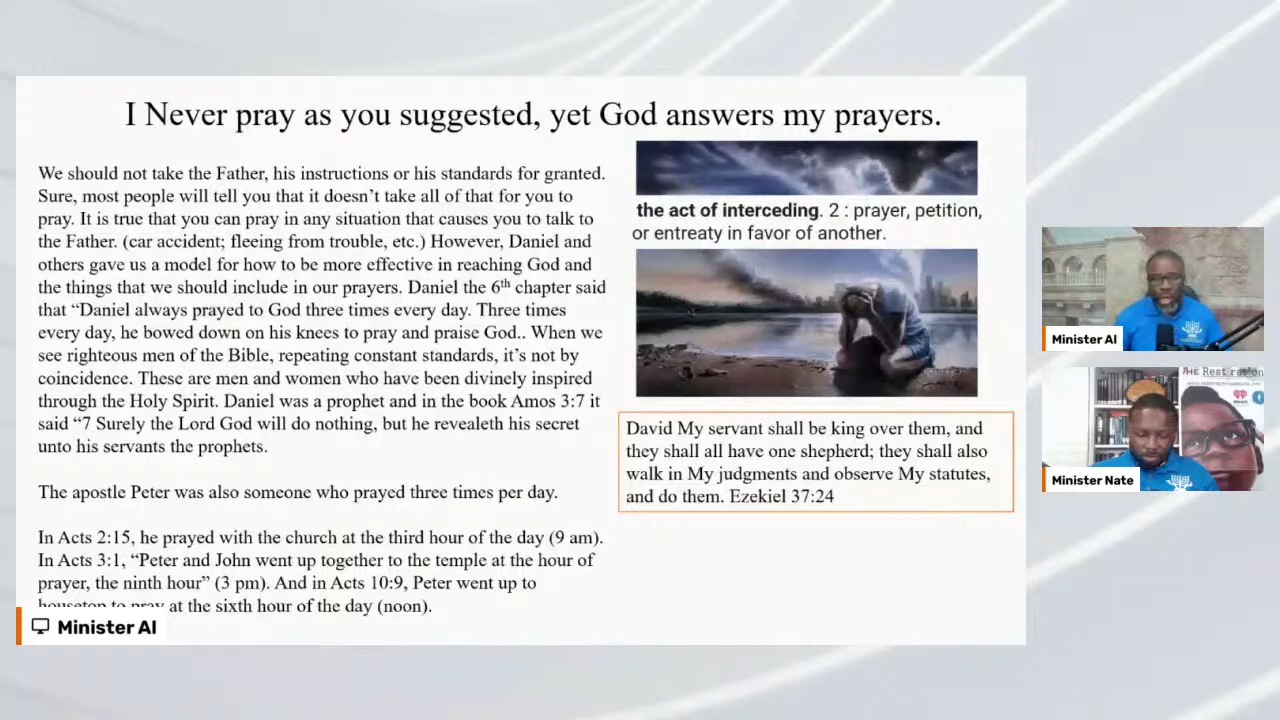 I Never pray as you suggested, yet God answers my prayers.
We should not take the Father, his instructions or his standards for granted.
Sure, most people will tell you that it doesn’t take all of that for you to
pray. It is true that you can pray in any situation that causes you to talk to
the Father. (car accident; fleeing from trouble, etc.) However, Daniel and
others gave us a model for how to be more effective in reaching God and
the things that we should include in our prayers. Daniel the 6th chapter said
that “Daniel always prayed to God three times every day. Three times
every day, he bowed down on his knees to pray and praise God.. When we
see righteous men of the Bible, repeating constant standards, it’s not by
coincidence. These are men and women who have been divinely inspired
through the Holy Spirit. Daniel was a prophet and in the book Amos 3:7 it
said “7 Surely the Lord God will do nothing, but he revealeth his secret
unto his servants the prophets.
The apostle Peter was also someone who prayed three times per day.
In Acts 2:15, he prayed with the church at the third hour of the day (9 am).
In Acts 3:1, “Peter and John went up together to the temple at the hour of
prayer, the ninth hour” (3 pm). And in Acts 10:9, Peter went up to
housetop to pray at the sixth hour of the day (noon).
the act of interceding. 2 : prayer, petition,
or entreaty in favor of another.
David My servant shall be king over them, and
they shall all have one shepherd; they shall also
walk in My judgments and observe My statutes,
and do them. Ezekiel 37:24
Minister AI
Minister AI
THE Restoration
Minister Nate